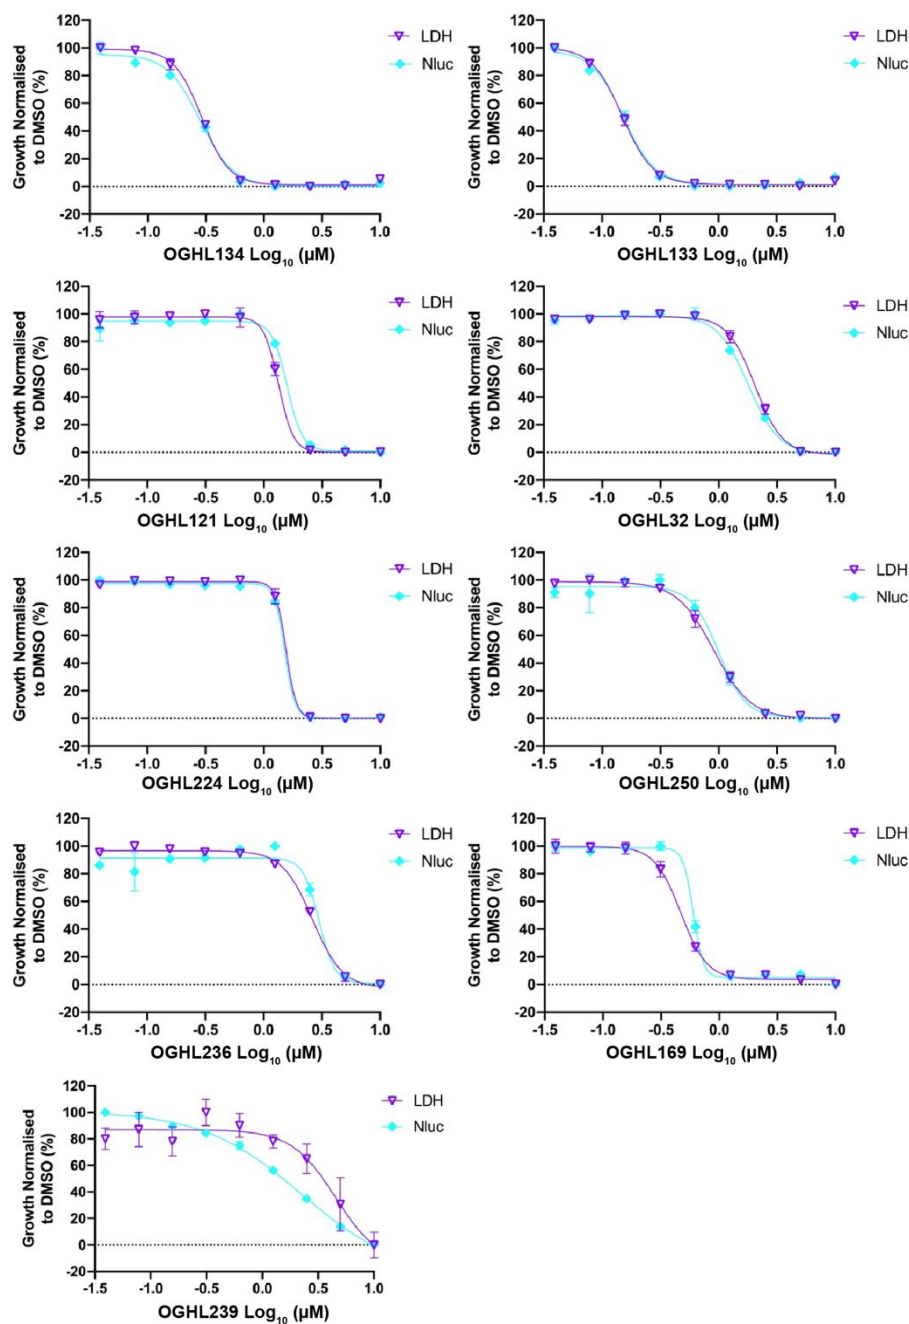 Growth Normalised
to DMSO (%)
120
100
80
60
40
20
0
-20
-1.5 -1.0 -0.5 0.0 0.5 1.0
OGHL134 Log10 (µM)
LDH
Nluc
Growth Normalised
to DMSO (%)
120
100
80
60
40
20
0
-20
-1.5 -1.0 -0.5 0.0 0.5 1.0
OGHL133 Log10 (µM)
LDH
Nluc
Growth Normalised
to DMSO (%)
120
100
80
60
40
20
0
-20
-1.5 -1.0 -0.5 0.0 0.5 1.0
OGHL121 Log10 (µM)
LDH
Nluc
Growth Normalised
to DMSO (%)
120
100
80
60
40
20
0
-20
-1.5 -1.0 -0.5 0.0 0.5 1.0
OGHL32 Log10 (µM)
LDH
Nluc
Growth Normalised
to DMSO (%)
120
100
80
60
40
20
0
-20
-1.5 -1.0 -0.5 0.0 0.5 1.0
OGHL224 Log10 (µM)
LDH
Nluc
Growth Normalised
to DMSO (%)
120
100
80
60
40
20
0
-20
-1.5 -1.0 -0.5 0.0 0.5 1.0
OGHL250 Log10 (µM)
LDH
Nluc
Growth Normalised
to DMSO (%)
120
100
80
60
40
20
0
-20
-1.5 -1.0 -0.5 0.0 0.5 1.0
OGHL236 Log10 (µM)
LDH
Nluc
Growth Normalised
to DMSO (%)
120
100
80
60
40
20
0
-20
-1.5 -1.0 -0.5 0.0 0.5 1.0
OGHL169 Log10 (µM)
LDH
Nluc
Growth Normalised
to DMSO (%)
120
100
80
60
40
20
0
-20
-1.5 -1.0 -0.5 0.0 0.5 1.0
OGHL239 Log10 (µM)
LDH
Nluc